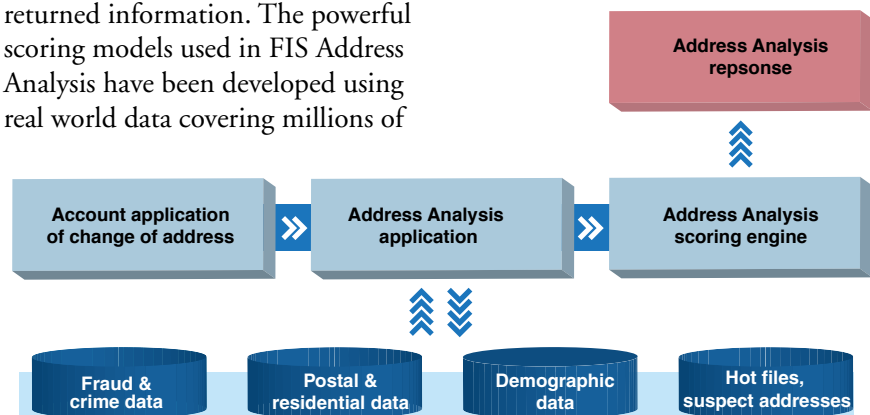 returned information. The powerful
scoring models used in FIS Address
Analysis have been developed using
real world data covering millions of
Address Analysis
repsonse
Account application
of change of address
Address Analysis
application
Address Analysis
scoring engine
Fraud &
crime data
Postal &
residential data
Demographic
data
Hot files,
suspect addresses